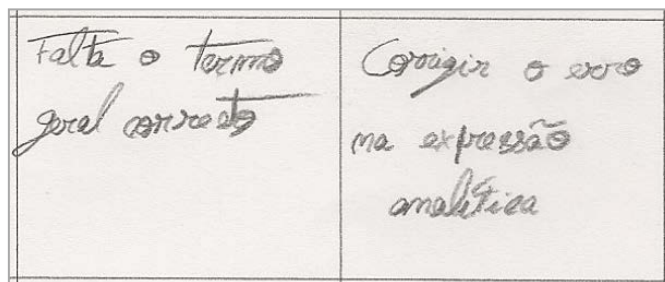 Falta o termo
geral correto
Corrigir o erro
na expressão
analítica